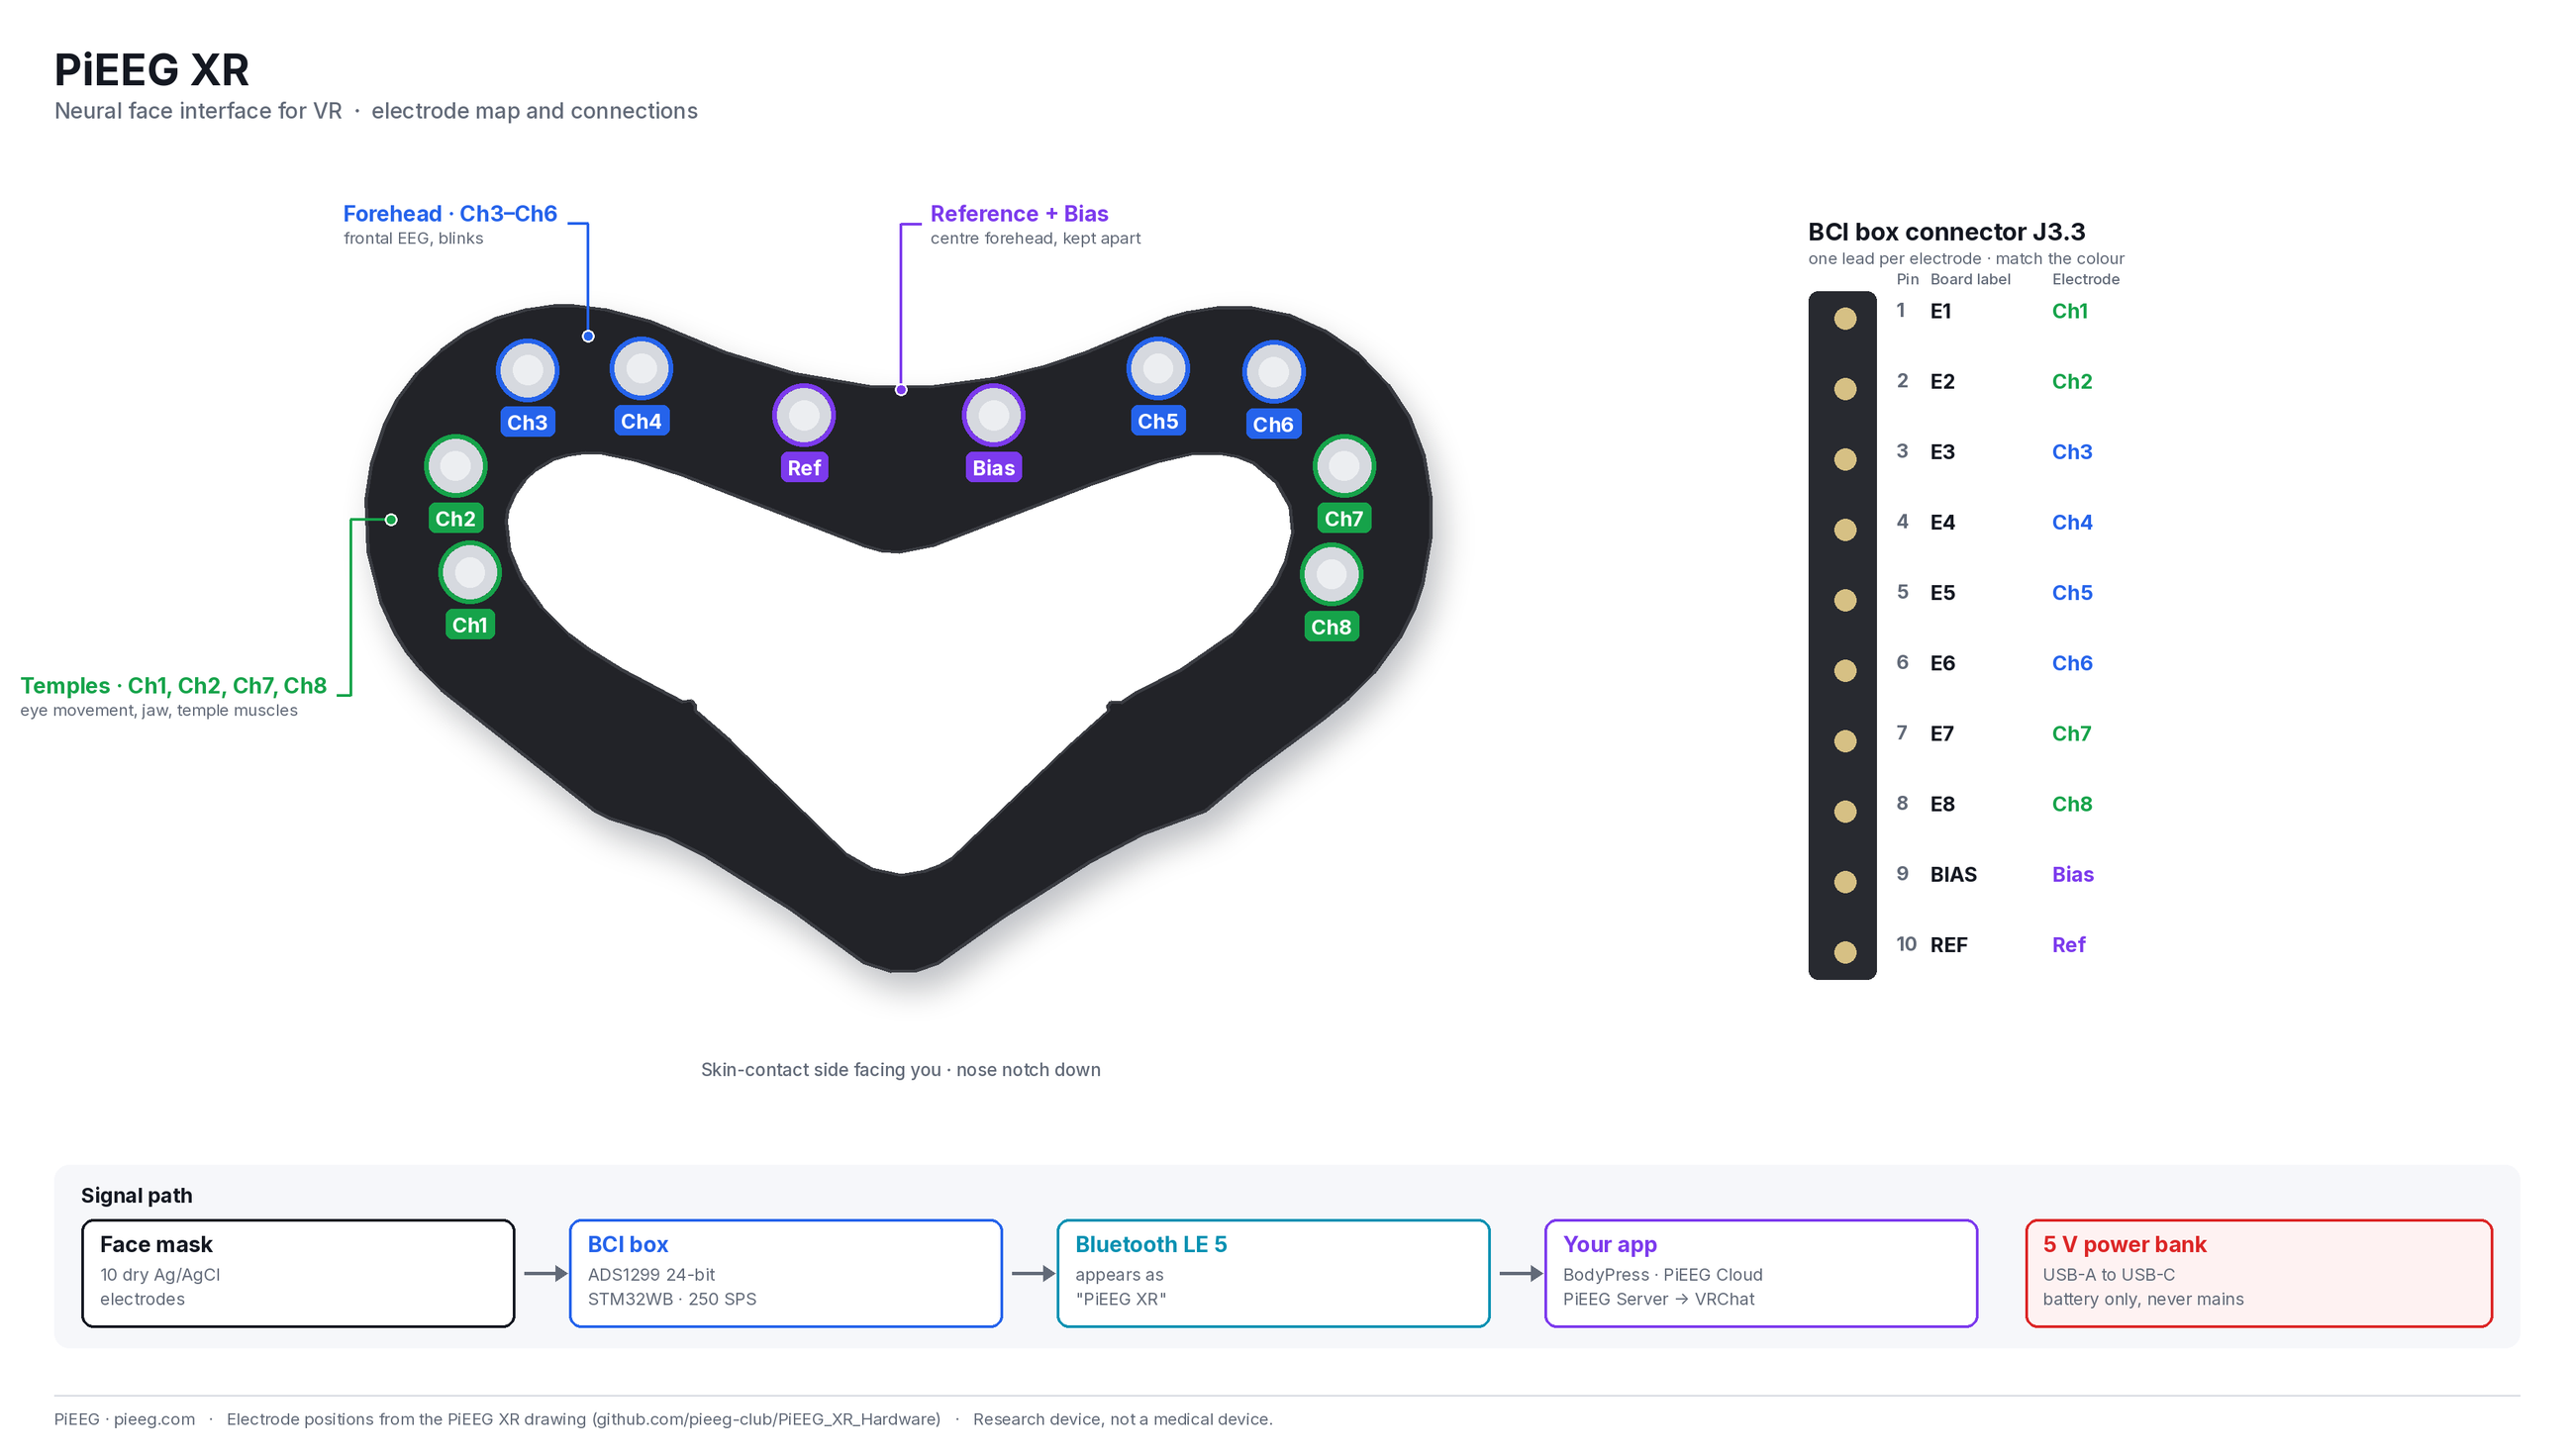 PiEEG XR
Neural face interface for VR · electrode map and connections
Forehead · Ch3–Ch6
frontal EEG, blinks
Reference + Bias
centre forehead, kept apart
Ch3
Ch4
Ch5
Ch6
Ref
Bias
Ch2
Ch7
Ch1
Ch8
Temples · Ch1, Ch2, Ch7, Ch8
eye movement, jaw, temple muscles
Skin-contact side facing you · nose notch down
BCI box connector J3.3
one lead per electrode · match the colour
Pin Board label Electrode
1 E1 Ch1
2 E2 Ch2
3 E3 Ch3
4 E4 Ch4
5 E5 Ch5
6 E6 Ch6
7 E7 Ch7
8 E8 Ch8
9 BIAS Bias
10 REF Ref
Signal path
Face mask
10 dry Ag/AgCl
electrodes
BCI box
ADS1299 24-bit
STM32WB · 250 SPS
Bluetooth LE 5
appears as
"PiEEG XR"
Your app
BodyPress · PiEEG Cloud
PiEEG Server → VRChat
5 V power bank
USB-A to USB-C
battery only, never mains
PiEEG · pieeg.com · Electrode positions from the PiEEG XR drawing (github.com/pieeg-club/PiEEG_XR_Hardware) · Research device, not a medical device.